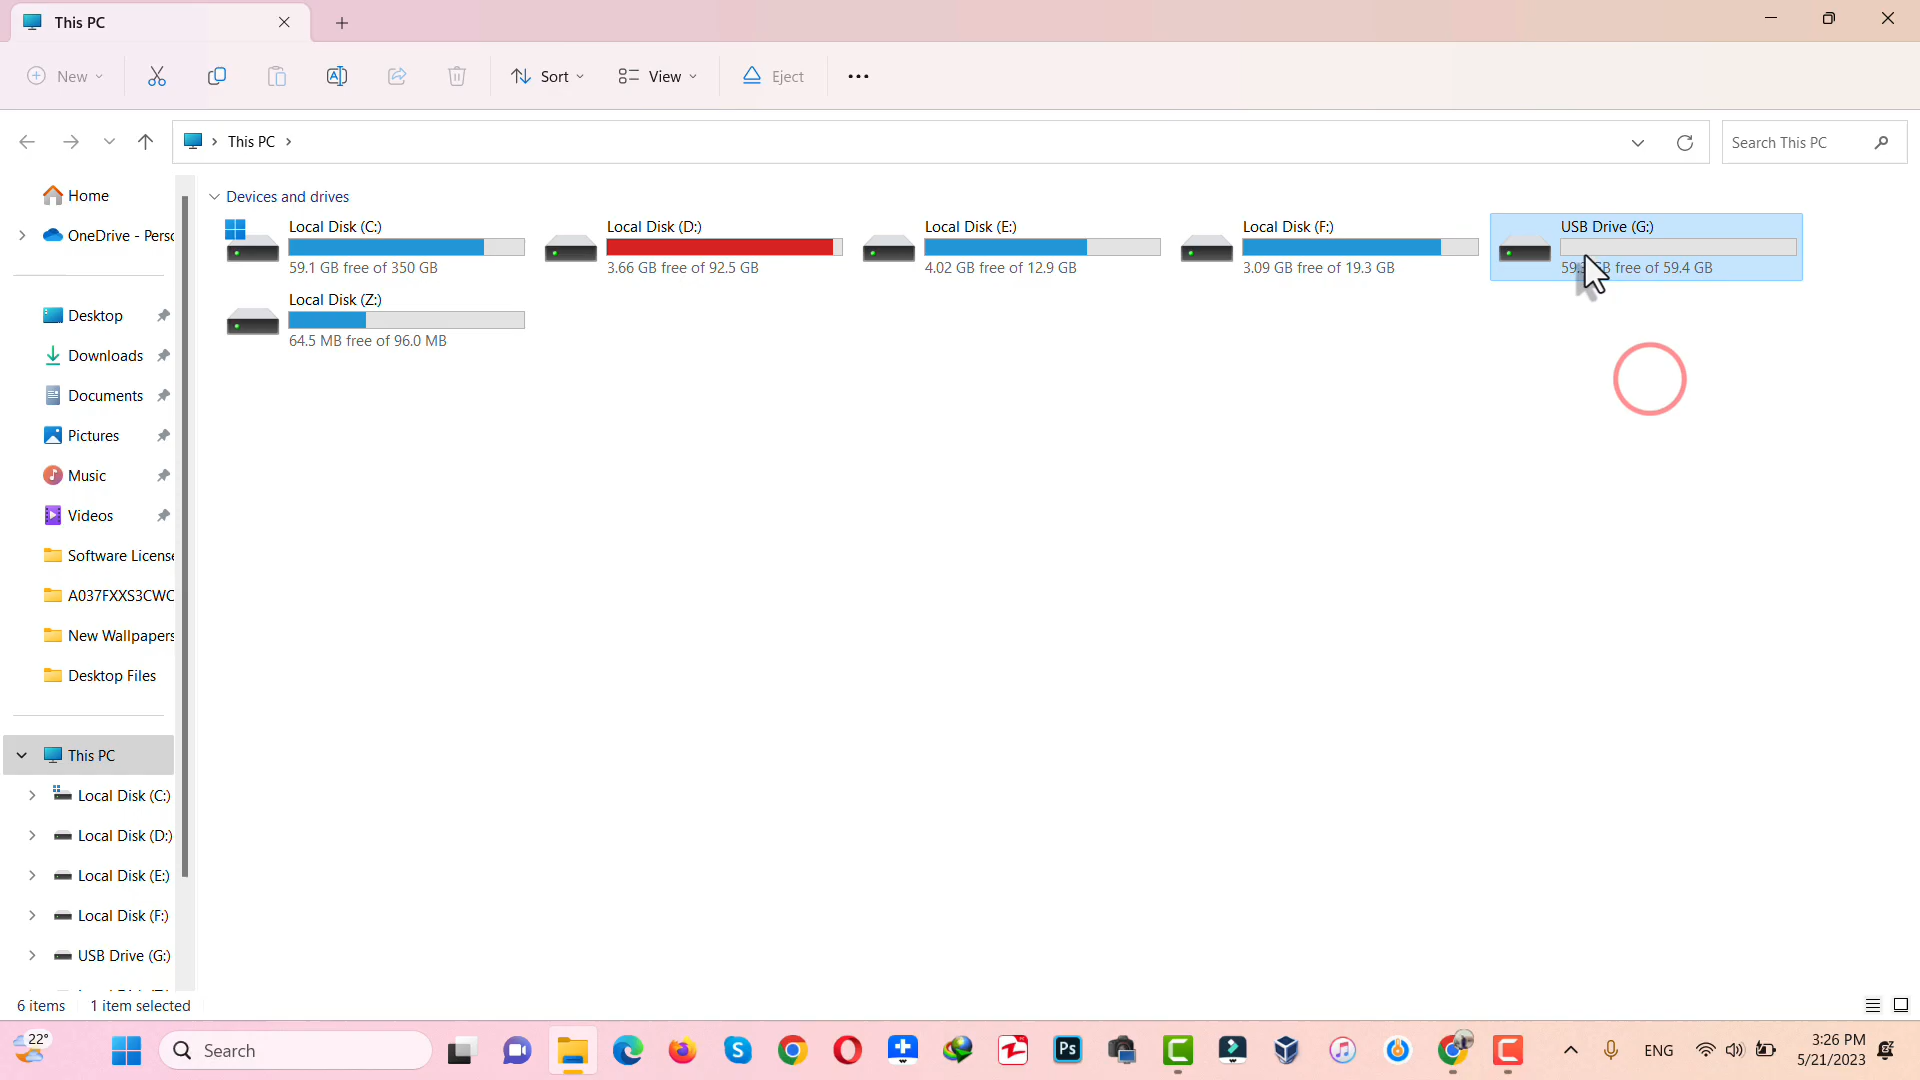 This PC
New
Sort
View
Eject
This PC
Search This PC
Home
OneDrive - Perso
Desktop
Downloads
Documents
Pictures
Music
Videos
Software License
A037FXXS3CWC
New Wallpapers
Desktop Files
This PC
Local Disk (C:)
Local Disk (D:)
Local Disk (E:)
Local Disk (F:)
USB Drive (G:)
Devices and drives
Local Disk (C:)
59.1 GB free of 350 GB
Local Disk (D:)
3.66 GB free of 92.5 GB
Local Disk (E:)
4.02 GB free of 12.9 GB
Local Disk (F:)
3.09 GB free of 19.3 GB
USB Drive (G:)
GB free of 59.4 GB
Local Disk (Z:)
64.5 MB free of 96.0 MB
6 items
1 item selected
22°
Search
Ps
ENG
3:26 PM
5/21/2023